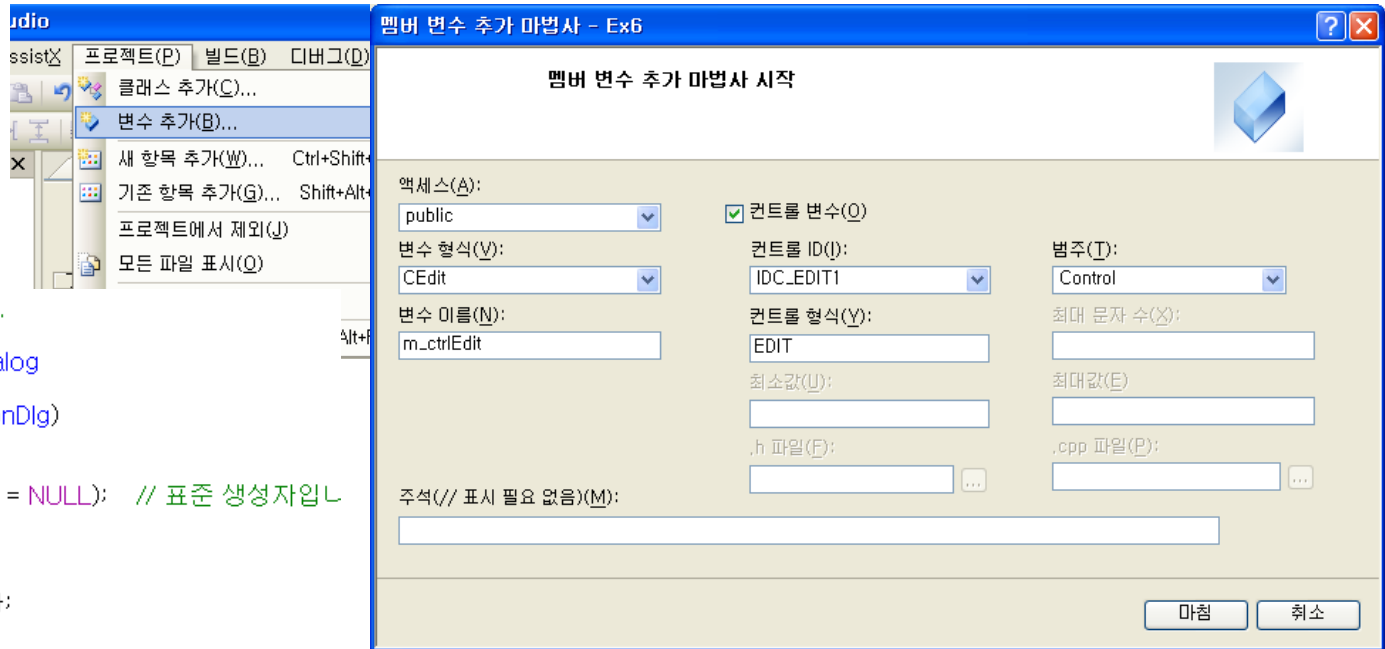 udio
ssistX 프로젝트(P) 빌드(B) 디버그(D)
클래스 추가(C)...
변수 추가(B)...
새 항목 추가(W)... Ctrl+Shift+
기존 항목 추가(G)... Shift+Alt+
프로젝트에서 제외(J)
모든 파일 표시(O)
Alt+F
alog
nDlg)
= NULL); // 표준 생성자입니
;
멤버 변수 추가 마법사 - Ex6
멤버 변수 추가 마법사 시작
액세스(A):
public
컨트롤 변수(O)
변수 형식(V):
컨트롤 ID(I):
범주(T):
CEdit
IDC_EDIT1
Control
변수 이름(N):
컨트롤 형식(Y):
최대 문자 수(X):
m_ctrlEdit
EDIT
최소값(U):
최대값(E)
.h 파일(F):
.cpp 파일(P):
...
...
주석(// 표시 필요 없음)(M):
마침
취소